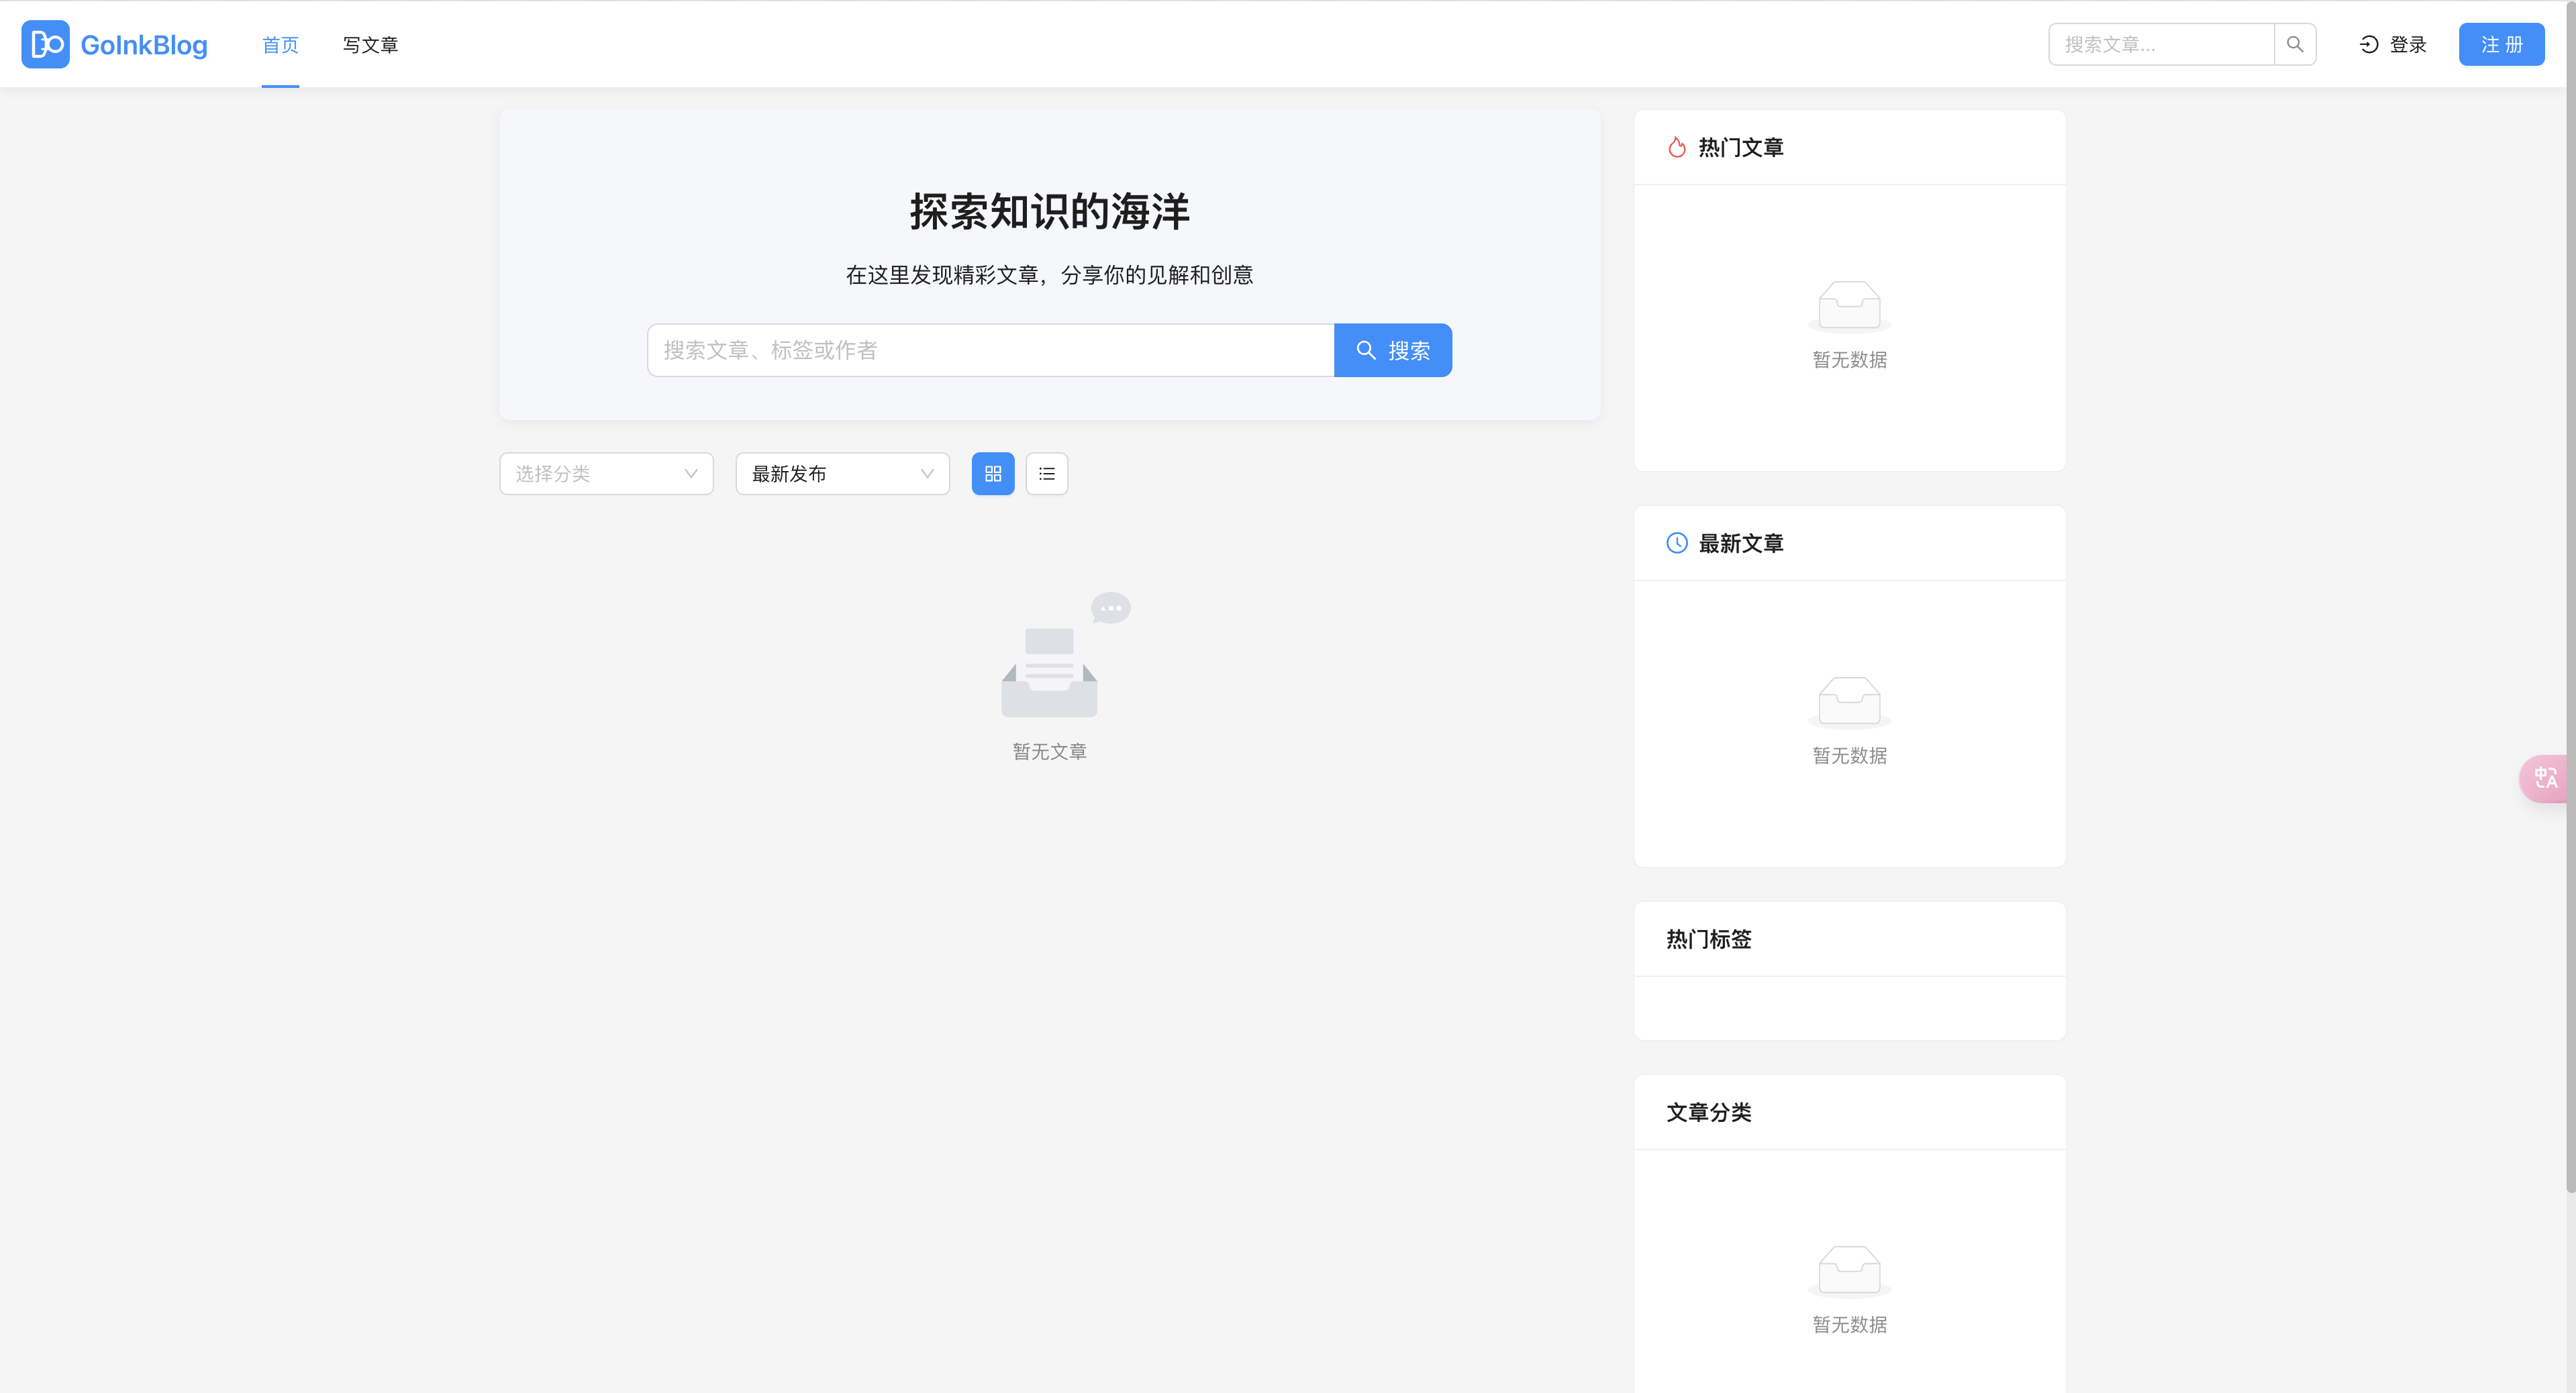 GoInkBlog
首页
写文章
搜索文章...
登录
注 册
探索知识的海洋
在这里发现精彩文章，分享你的见解和创意
搜索文章、标签或作者
搜索
选择分类
最新发布
暂无文章
热门文章
暂无数据
最新文章
暂无数据
热门标签
文章分类
暂无数据
中A